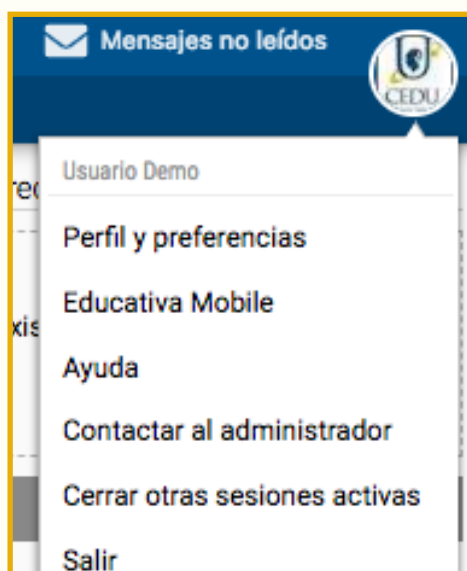 Mensajes no leídos
CEDU
Usuario Demo
Perfil y preferencias
Educativa Mobile
xis
Ayuda
Contactar al administrador
Cerrar otras sesiones activas
Salir